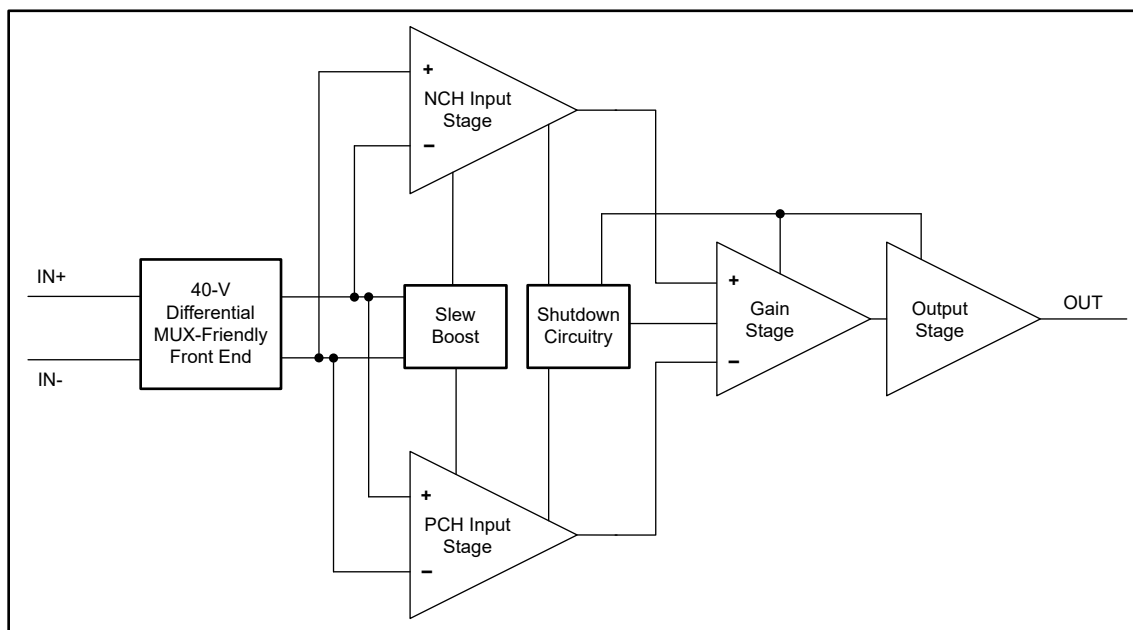 +
NCH Input
Stage
−
IN+
IN-
40-V
Differential
MUX-Friendly
Front End
Slew
Boost
Shutdown
Circuitry
+
Gain
Stage
−
Output
Stage
OUT
+
PCH Input
Stage
−